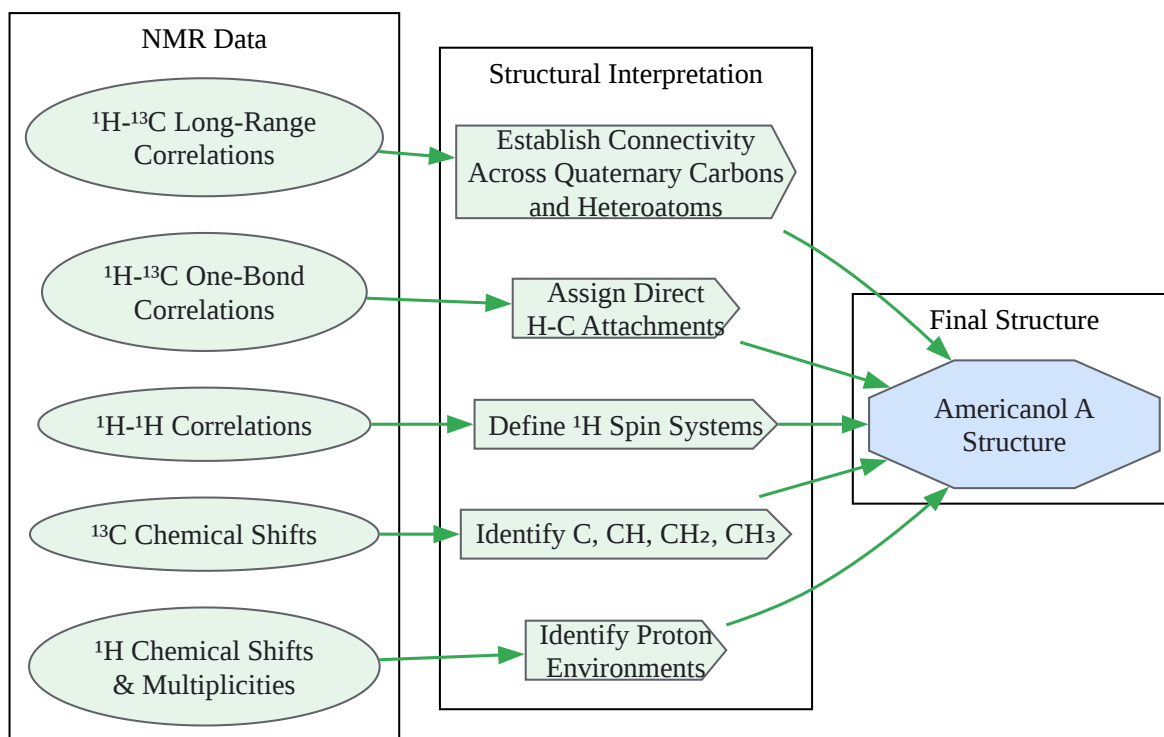 NMR Data
¹H-¹³C Long-Range
Correlations
¹H-¹³C One-Bond
Correlations
¹H-¹H Correlations
¹³C Chemical Shifts
¹H Chemical Shifts
& Multiplicities
Structural Interpretation
Establish Connectivity
Across Quaternary Carbons
and Heteroatoms
Assign Direct
H-C Attachments
Define ¹H Spin Systems
Identify C, CH, CH₂, CH₃
Identify Proton
Environments
Final Structure
Americanol A
Structure